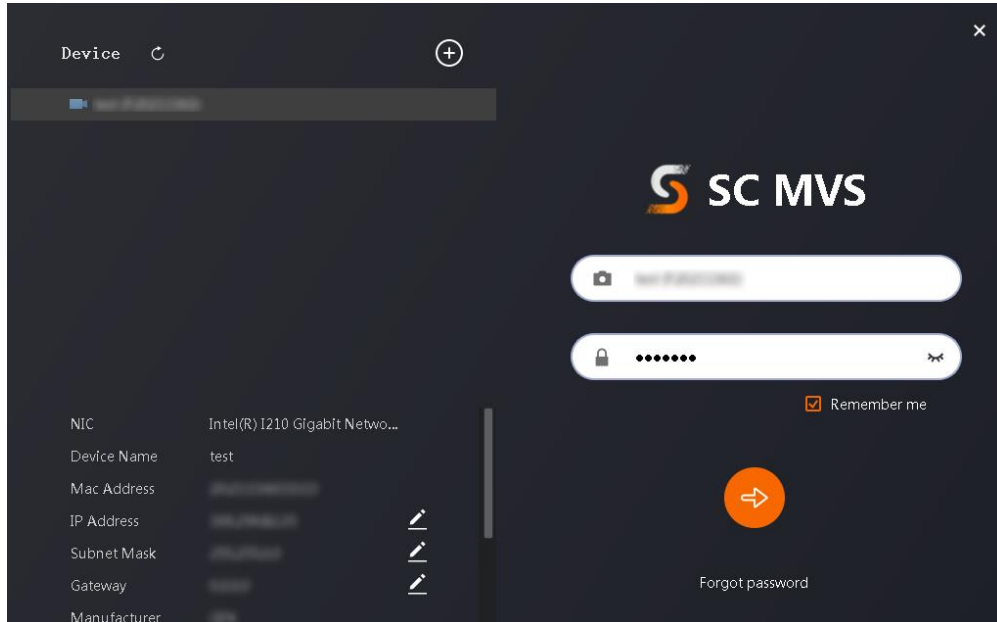 Device
SC MVS
•••••••
Remember me
NIC Intel(R) I210 Gigabit Netwo...
Device Name test
Mac Address
IP Address
Subnet Mask
Gateway
Manufacturer
Forgot password